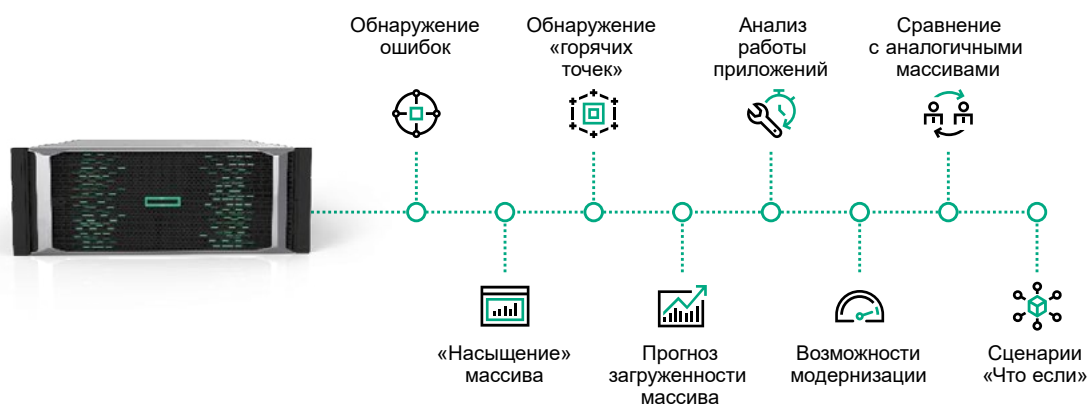 Обнаружение
ошибок
Обнаружение
«горячих
точек»
Анализ
работы
приложений
Сравнение
с аналогичными
массивами
«Насыщение»
массива
Прогноз
загруженности
массива
Возможности
модернизации
Сценарии
«Что если»